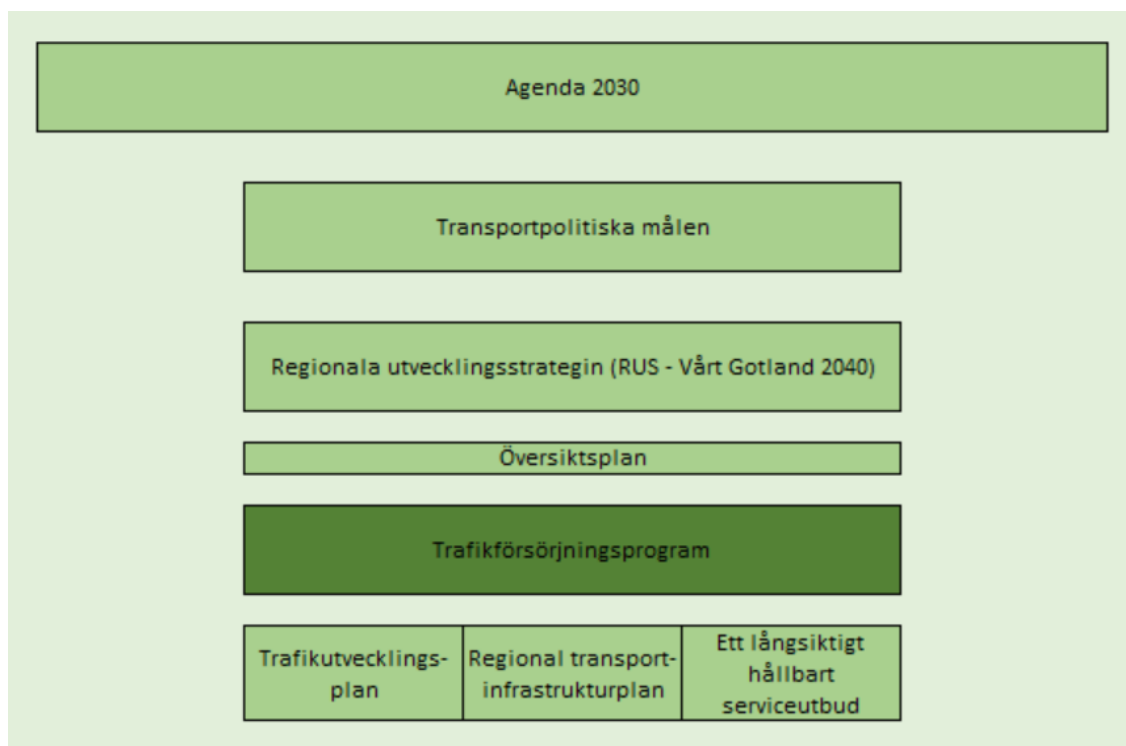 Agenda 2030
Transportpolitiska målen
Regionala utvecklingsstrategin (RUS - Vårt Gotland 2040)
Översiktsplan
Trafikförsörjningsprogram
Trafikutvecklings-
plan
Regional transport-
infrastrukturplan
Ett långsiktigt
hållbart
serviceutbud